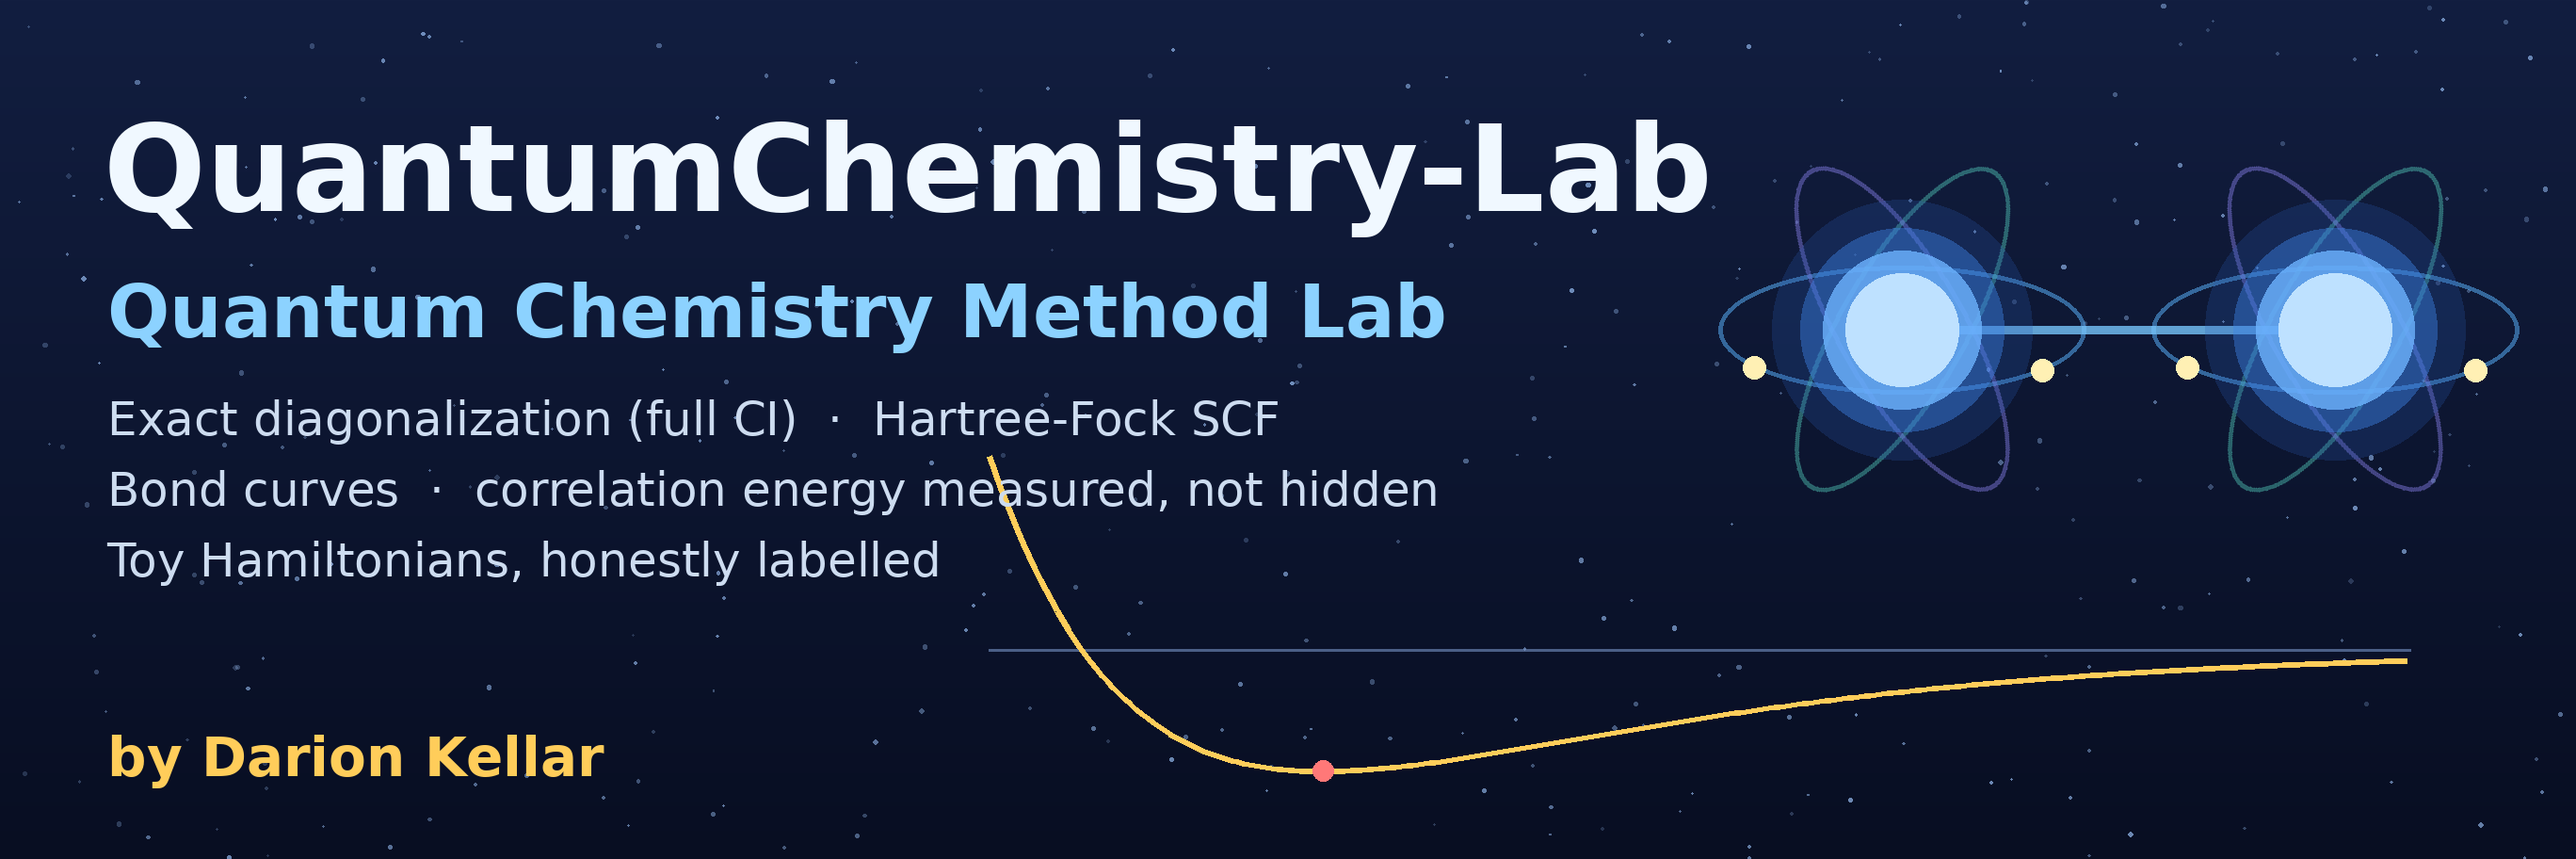 QuantumChemistry-Lab
Quantum Chemistry Method Lab
Exact diagonalization (full CI) · Hartree-Fock SCF
Bond curves · correlation energy measured, not hidden
Toy Hamiltonians, honestly labelled
by Darion Kellar